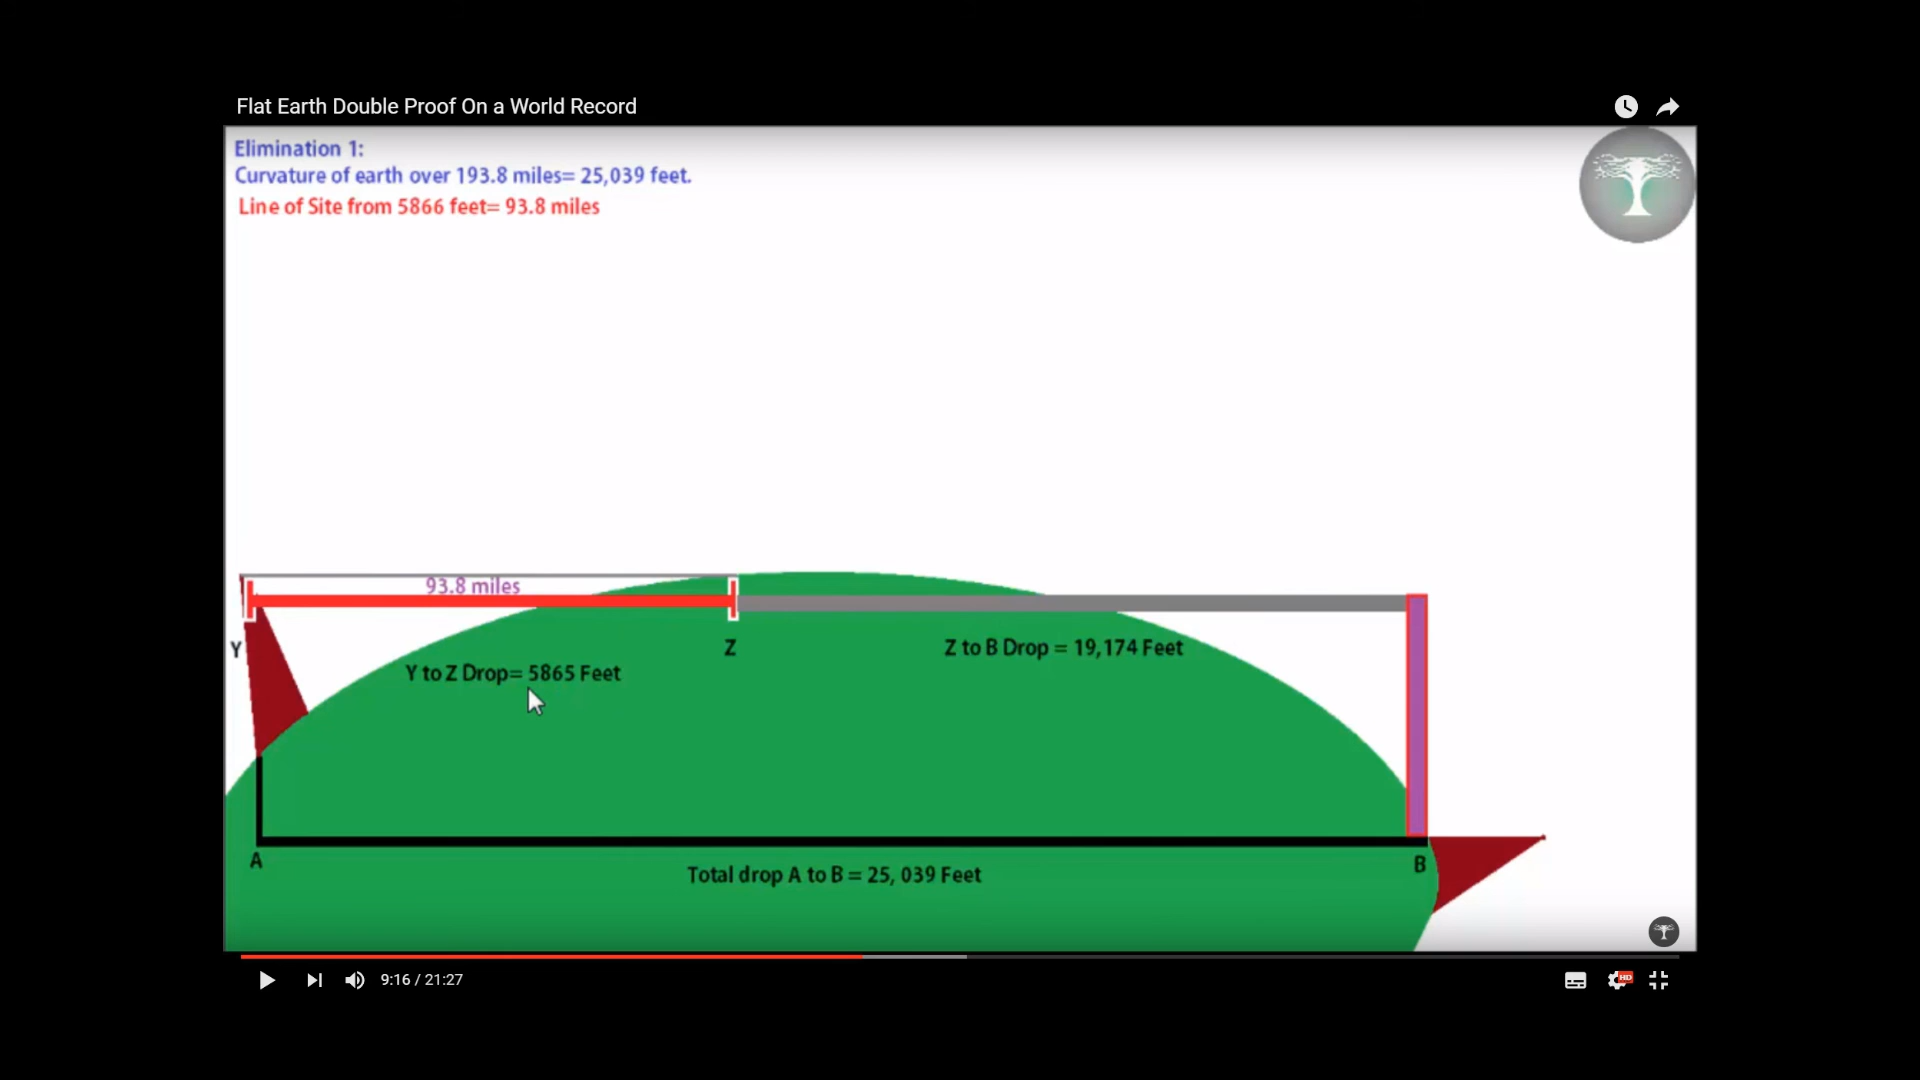 Flat Earth Double Proof On a World Record
Elimination 1:
Curvature of earth over 193.8 miles= 25,039 feet.
Line of Site from 5866 feet= 93.8 miles
93.8 miles
Y
Z
Z to B Drop = 19,174 Feet
Y to Z Drop= 5865 Feet
A
B
Total drop A to B = 25, 039 Feet
9:16 / 21:27
HD